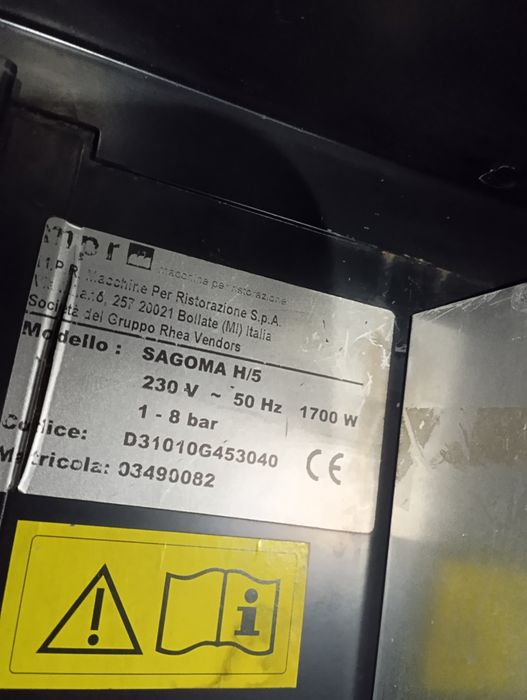 mpr macchine per ristorazione
M.P.R. Macchine Per Ristorazione S.p.A.
257 20021 Bollate (MI) Italia
Società del Gruppo Rhea Vendors
Modello : SAGOMA H/5
230 V ~ 50 Hz 1700 W
1 - 8 bar
Codice: D31010G453040 CE
Matricola: 03490082
! i